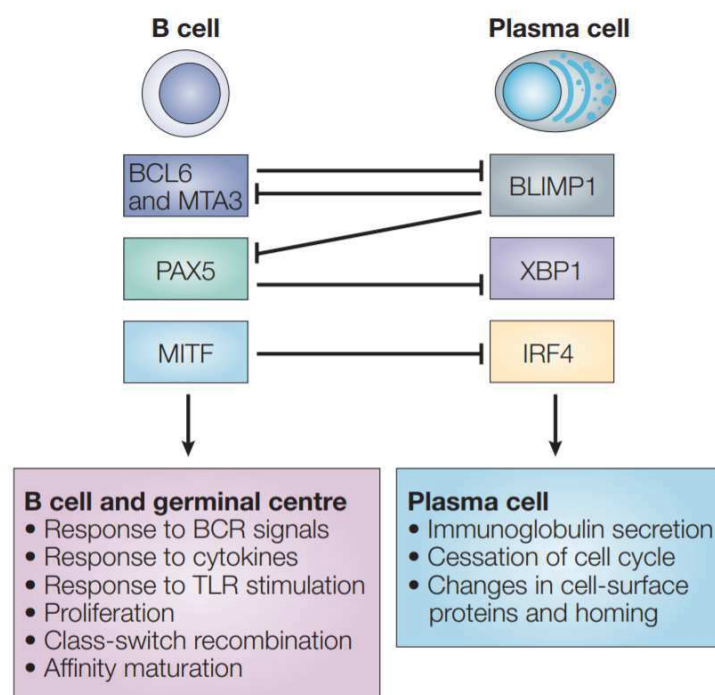 B cell
Plasma cell
BCL6
and MTA3
BLIMP1
PAX5
XBP1
MITF
IRF4
B cell and germinal centre
• Response to BCR signals
• Response to cytokines
• Response to TLR stimulation
• Proliferation
• Class-switch recombination
• Affinity maturation
Plasma cell
• Immunoglobulin secretion
• Cessation of cell cycle
• Changes in cell-surface
proteins and homing